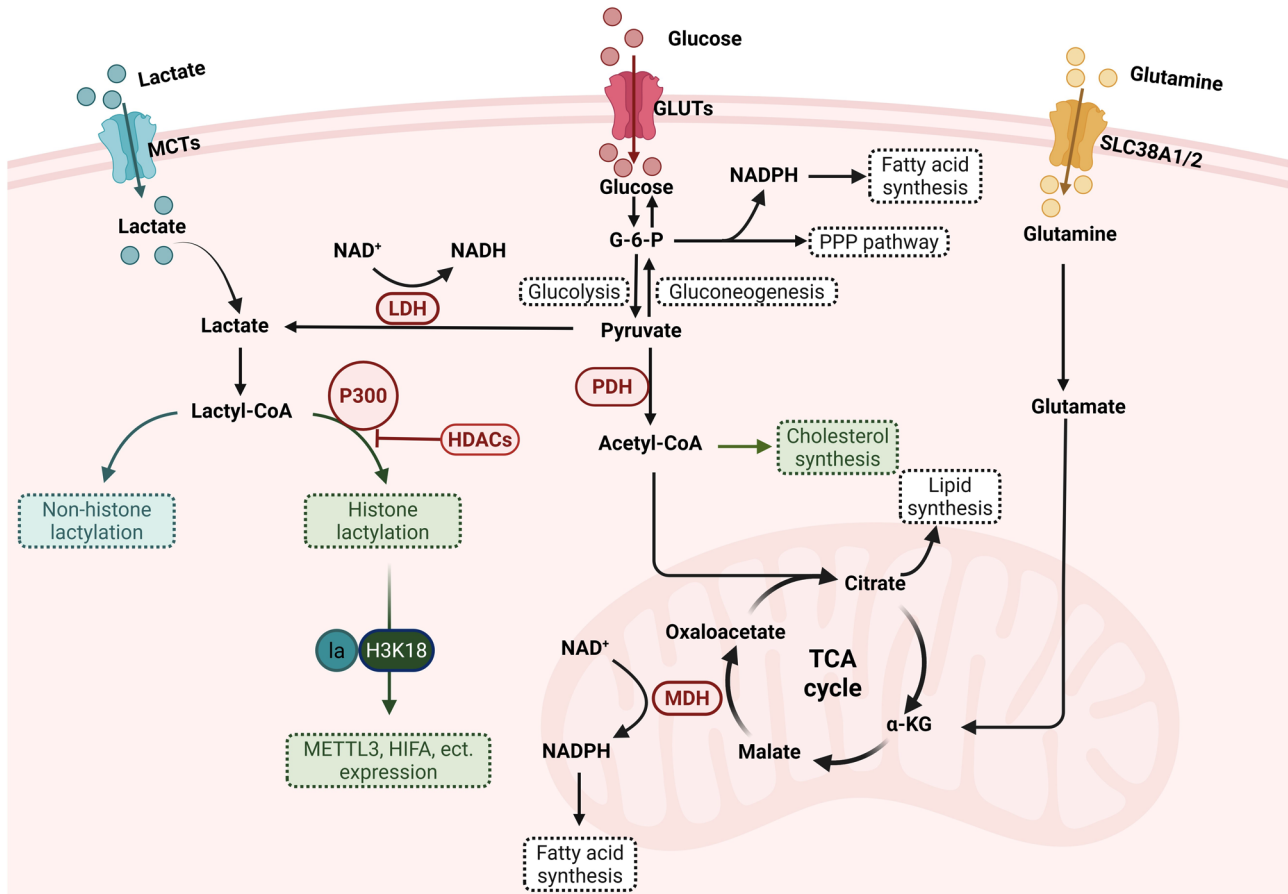 Glucose
Lactate
Glutamine
GLUTs
MCTs
SLC38A1/2
Glucose
NADPH
Fatty acid
synthesis
Lactate
Glutamine
G-6-P
PPP pathway
NAD⁺
NADH
Glucolysis
Gluconeogenesis
LDH
Lactate
Pyruvate
P300
PDH
Lactyl-CoA
Glutamate
HDACs
Acetyl-CoA
Cholesterol
synthesis
Non-histone
lactylation
Histone
lactylation
Lipid
synthesis
Citrate
Oxaloacetate
NAD⁺
la
H3K18
TCA
cycle
MDH
α-KG
NADPH
Malate
METTL3, HIFA, ect.
expression
Fatty acid
synthesis